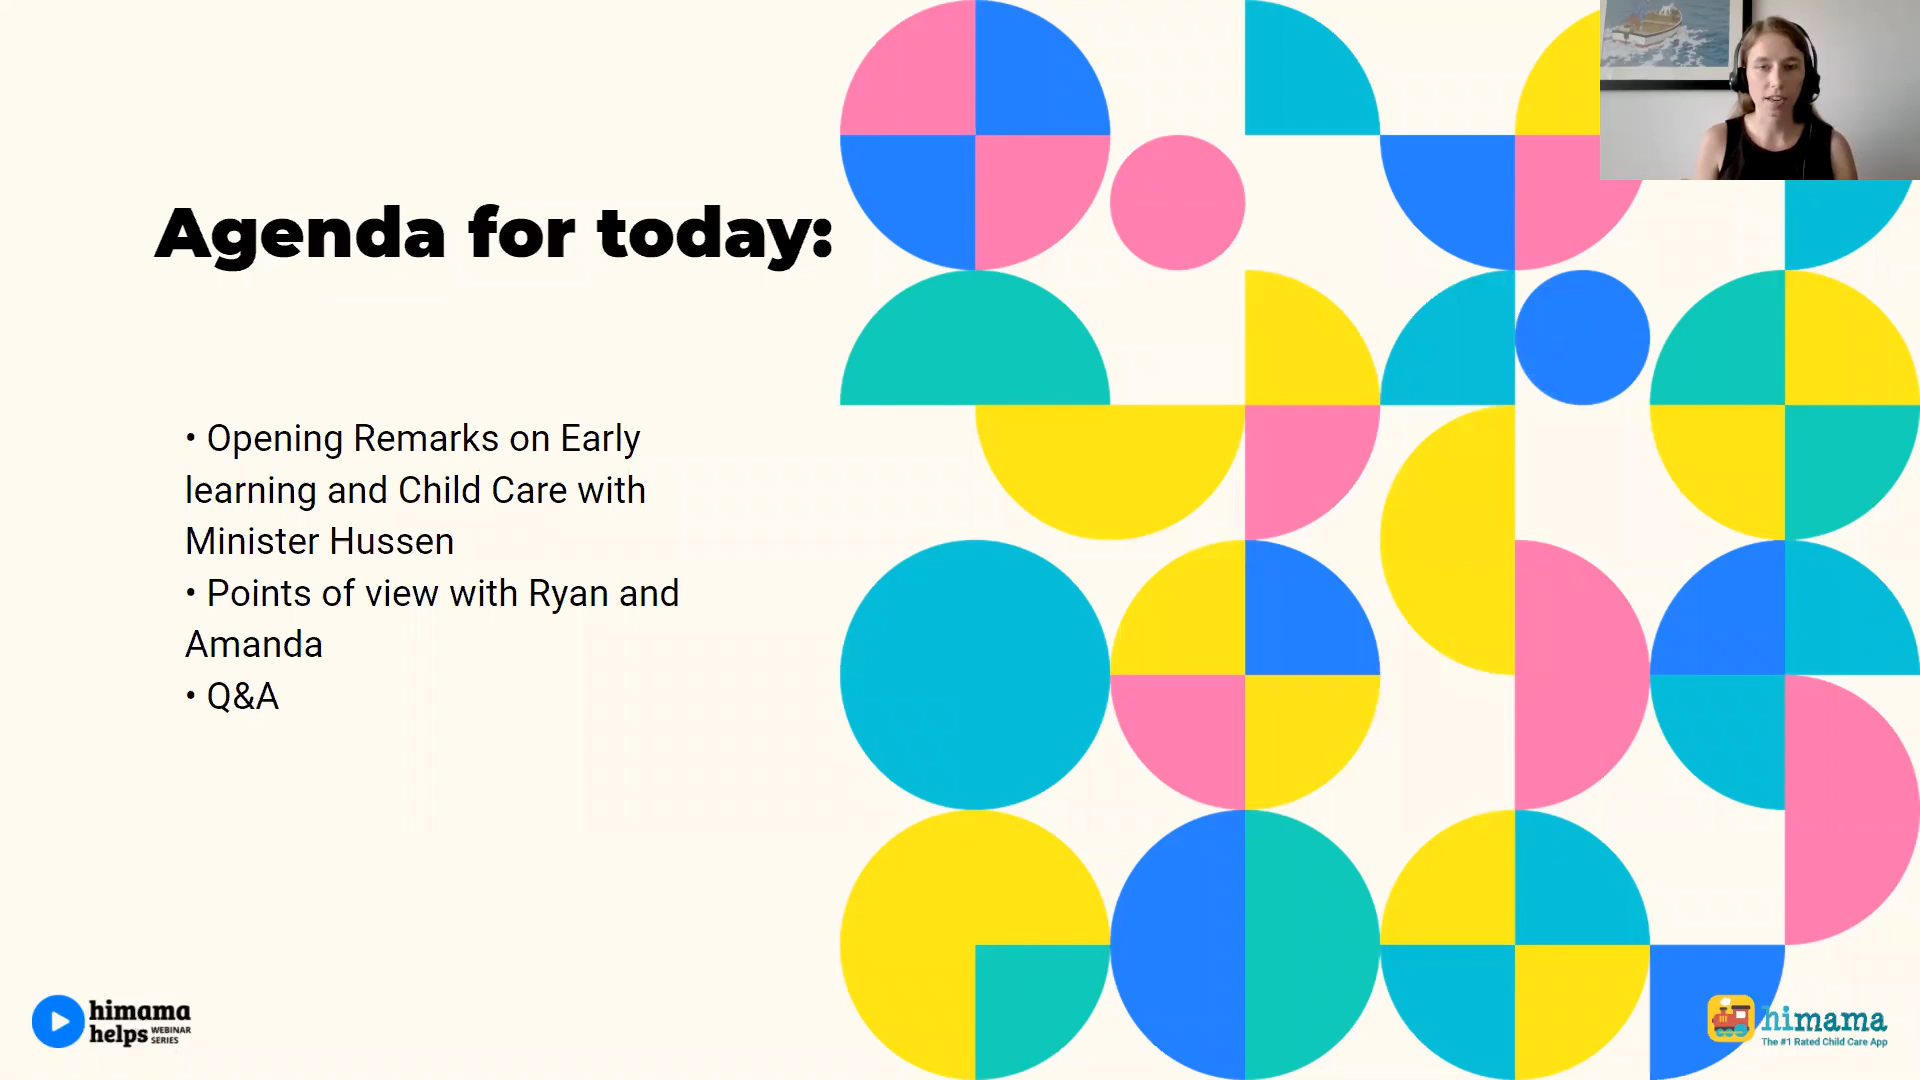 Agenda for today:
• Opening Remarks on Early
learning and Child Care with
Minister Hussen
• Points of view with Ryan and
Amanda
• Q&A
himama
helps WEBINAR
SERIES
himama
The #1 Rated Child Care App